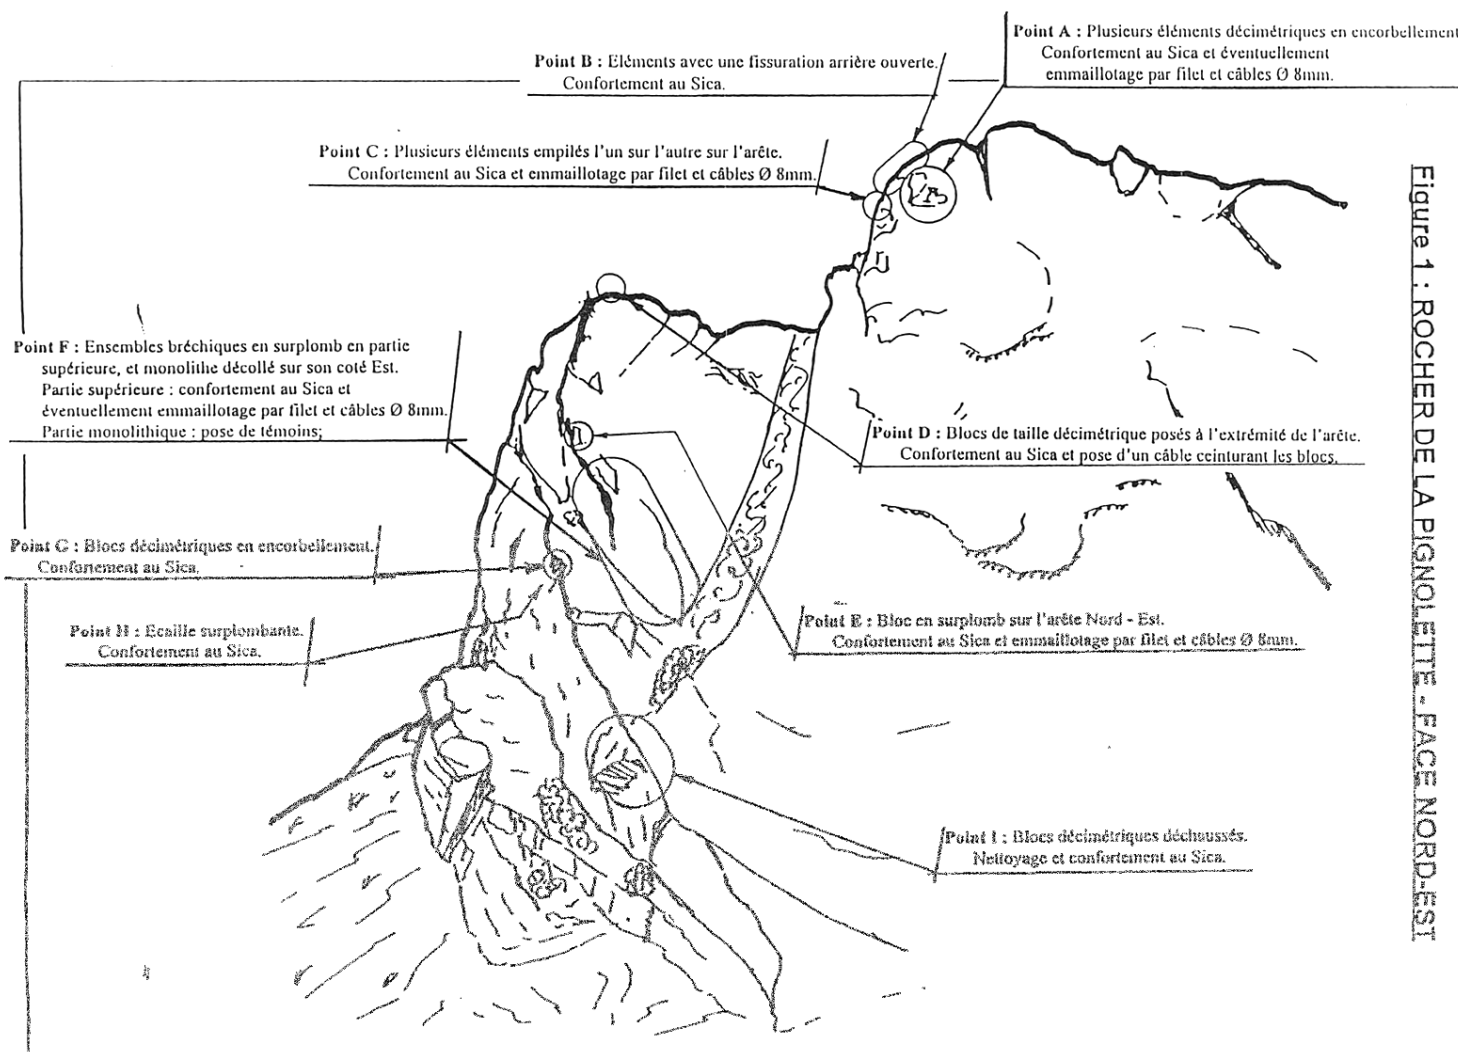 Point A : Plusieurs éléments décimétriques en encorbellement
Confortement au Sica et éventuellement
emmaillotage par filet et câbles Ø 8mm.
Point B : Eléments avec une fissuration arrière ouverte.
Confortement au Sica.
Point C : Plusieurs éléments empilés l'un sur l'autre sur l'arête.
Confortement au Sica et emmaillotage par filet et câbles Ø 8mm.
Figure 1 : ROCHER DE LA PIGNOLETTE - FACE NORD-EST
Point F : Ensembles bréchiques en surplomb en partie
supérieure, et monolithe décollé sur son coté Est.
Partie supérieure : confortement au Sica et
éventuellement emmaillotage par filet et câbles Ø 8mm.
Partie monolithique : pose de témoins;
Point D : Blocs de taille décimétrique posés à l'extrémité de l'arête.
Confortement au Sica et pose d'un câble ceinturant les blocs.
Point G : Blocs décimétriques en encorbellement.
Confortement au Sica.
Point H : Ecaille surplombante.
Confortement au Sica.
Point E : Bloc en surplomb sur l'arête Nord - Est.
Confortement au Sica et emmaillotage par filet et câbles Ø 8mm.
Point I : Blocs décimétriques déchaussés.
Nettoyage et confortement au Sica.